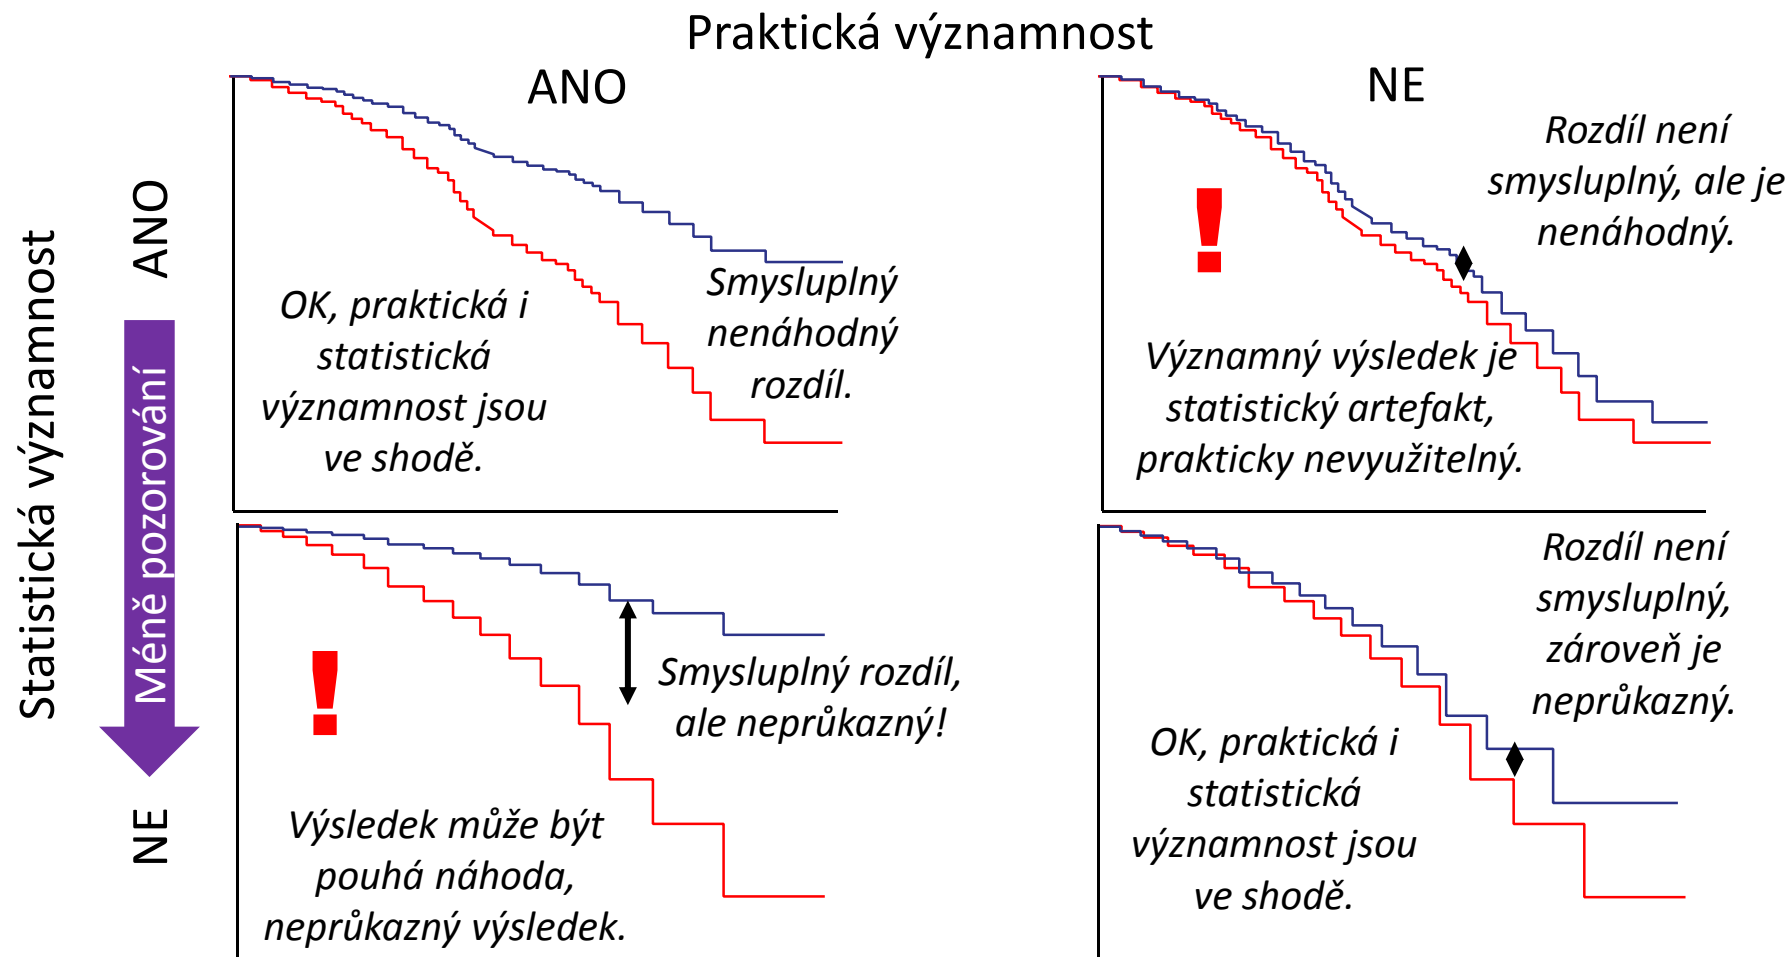 Praktická významnost
ANO
NE
Statistická významnost
ANO
Méně pozorování
NE
OK, praktická i
statistická
významnost jsou
ve shodě.
Smysluplný
nenáhodný
rozdíl.
!
Rozdíl není
smysluplný, ale je
nenáhodný.
Významný výsledek je
statistický artefakt,
prakticky nevyužitelný.
!
Smysluplný rozdíl,
ale neprůkazný!
Výsledek může být
pouhá náhoda,
neprůkazný výsledek.
Rozdíl není
smysluplný,
zároveň je
neprůkazný.
OK, praktická i
statistická
významnost jsou
ve shodě.